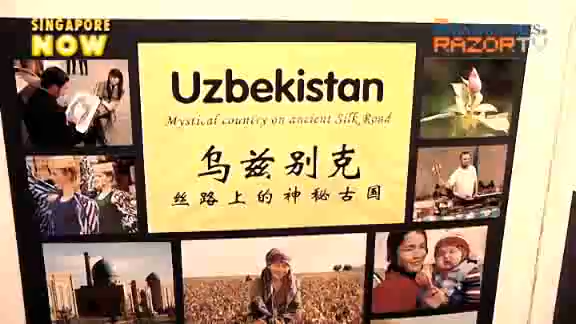 SINGAPORE
NOW
RAZORTV
Uzbekistan
Mystical country on ancient Silk Road
乌兹别克
丝路上的神秘古国